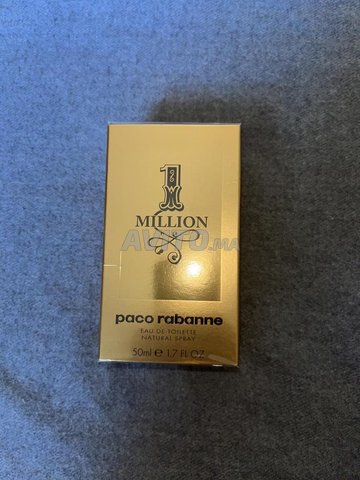 1
MILLION
AVITO.MA
paco rabanne
EAU DE TOILETTE
NATURAL SPRAY
50ml e 1.7 FL OZ